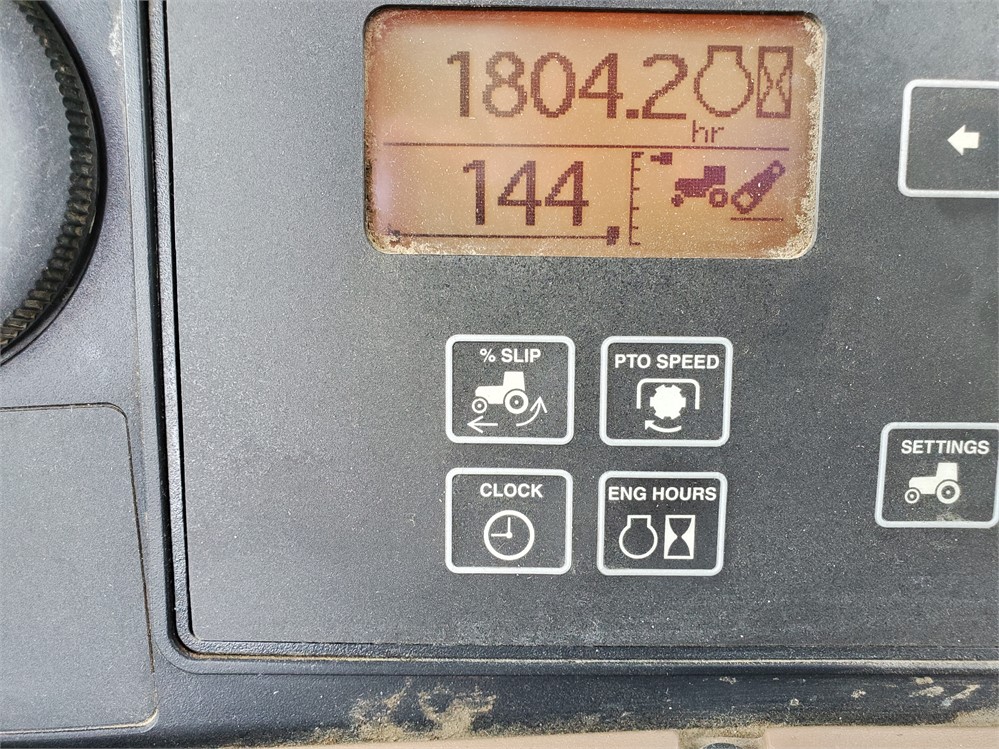 1804.2
hr
144
% SLIP
PTO SPEED
CLOCK
ENG HOURS
SETTINGS